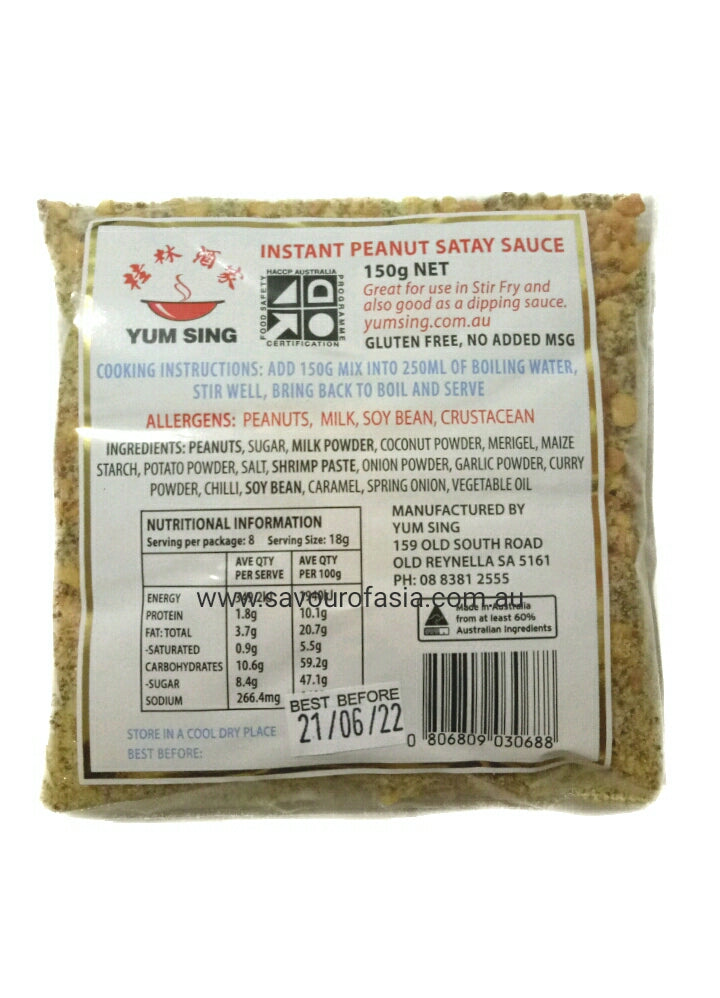 桂林酒家
YUM SING
HACCP AUSTRALIA
FOOD SAFETY
PROGRAMME
CERTIFICATION
INSTANT PEANUT SATAY SAUCE
150g NET
Great for use in Stir Fry and
also good as a dipping sauce.
yumsing.com.au
GLUTEN FREE, NO ADDED MSG
COOKING INSTRUCTIONS: ADD 150G MIX INTO 250ML OF BOILING WATER,
STIR WELL, BRING BACK TO BOIL AND SERVE
ALLERGENS: PEANUTS, MILK, SOY BEAN, CRUSTACEAN
INGREDIENTS: PEANUTS, SUGAR, MILK POWDER, COCONUT POWDER, MERIGEL, MAIZE
STARCH, POTATO POWDER, SALT, SHRIMP PASTE, ONION POWDER, GARLIC POWDER, CURRY
POWDER, CHILLI, SOY BEAN, CARAMEL, SPRING ONION, VEGETABLE OIL
NUTRITIONAL INFORMATION
Serving per package: 8 Serving Size: 18g
AVE QTY PER SERVE AVE QTY PER 100g
ENERGY
PROTEIN 1.8g 10.1g
FAT: TOTAL 3.7g 20.7g
-SATURATED 0.9g 5.5g
CARBOHYDRATES 10.6g 59.2g
-SUGAR 8.4g 47.1g
SODIUM 266.4mg
MANUFACTURED BY
YUM SING
159 OLD SOUTH ROAD
OLD REYNELLA SA 5161
PH: 08 8381 2555
www.savourofasia.com.au
Made in Australia
from at least 60%
Australian ingredients
STORE IN A COOL DRY PLACE
BEST BEFORE:
BEST BEFORE
21/06/22
0 806809 030688